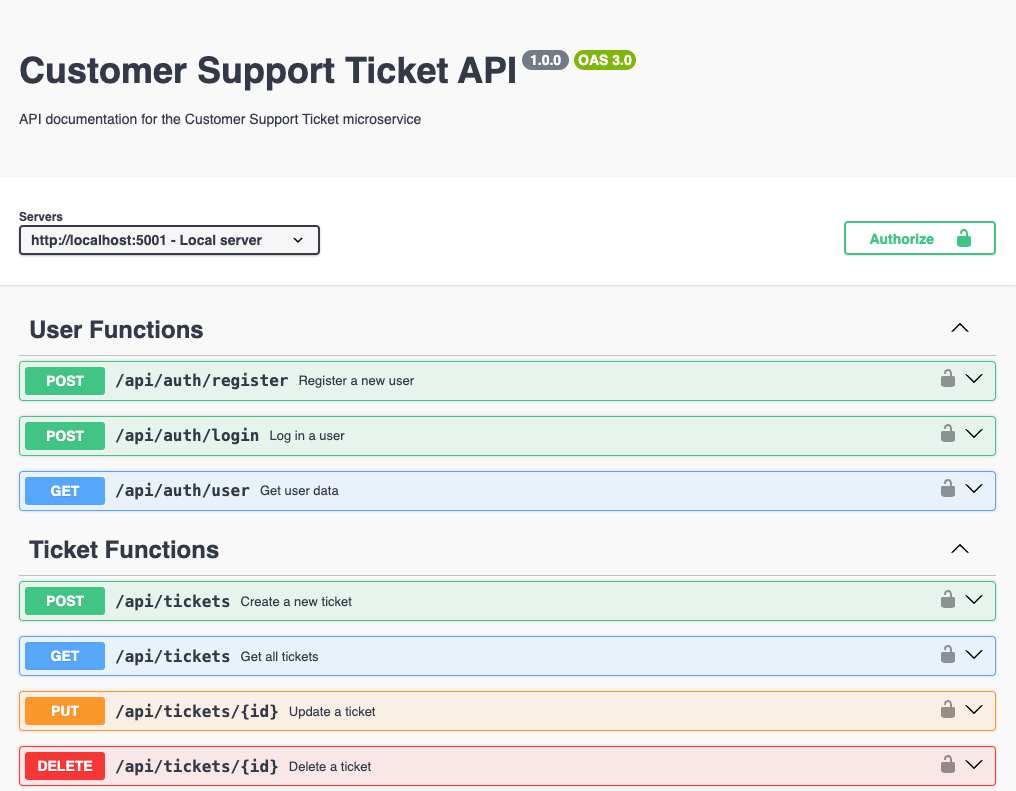 Customer Support Ticket API 1.0.0 OAS 3.0
API documentation for the Customer Support Ticket microservice
Servers
http://localhost:5001 - Local server
Authorize
User Functions
POST /api/auth/register Register a new user
POST /api/auth/login Log in a user
GET /api/auth/user Get user data
Ticket Functions
POST /api/tickets Create a new ticket
GET /api/tickets Get all tickets
PUT /api/tickets/{id} Update a ticket
DELETE /api/tickets/{id} Delete a ticket